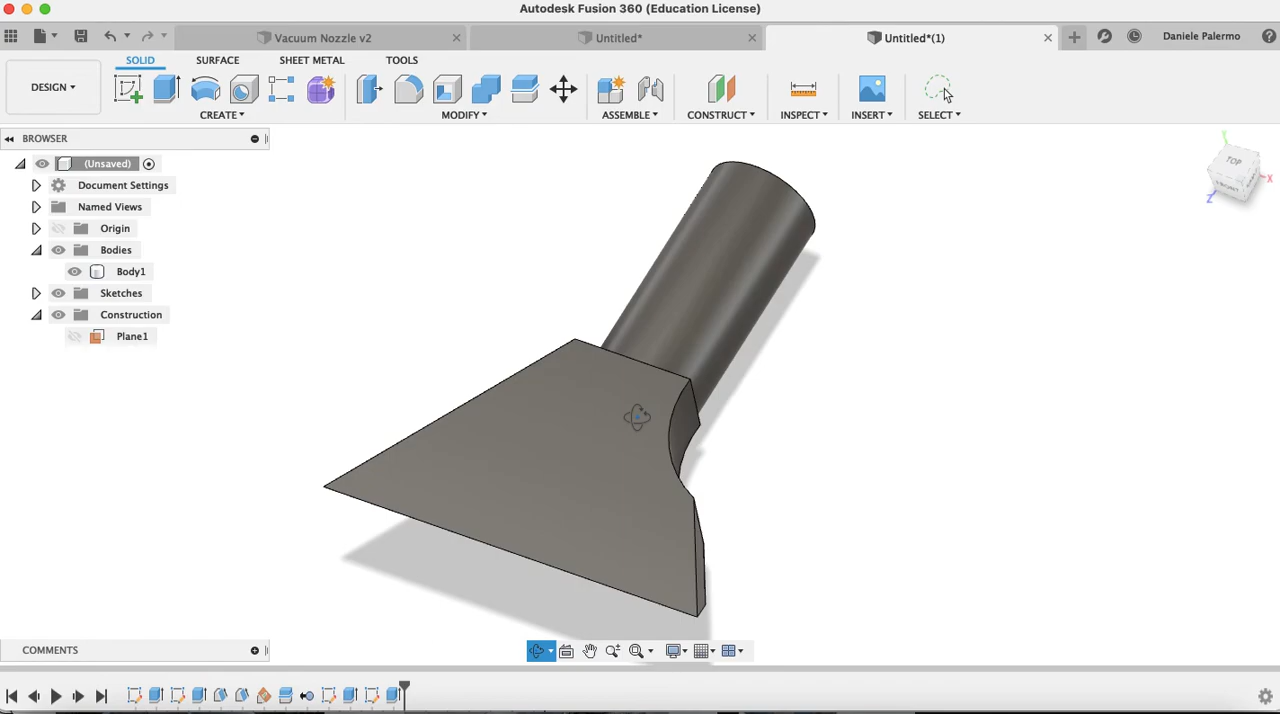 Autodesk Fusion 360 (Education License)
Vacuum Nozzle v2
Untitled*
Untitled*(1)
Daniele Palermo
SOLID
SURFACE
SHEET METAL
TOOLS
DESIGN
CREATE
MODIFY
ASSEMBLE
CONSTRUCT
INSPECT
INSERT
SELECT
BROWSER
(Unsaved)
Document Settings
Named Views
Origin
Bodies
Body1
Sketches
Construction
Plane1
Y
TOP
X
Z
COMMENTS